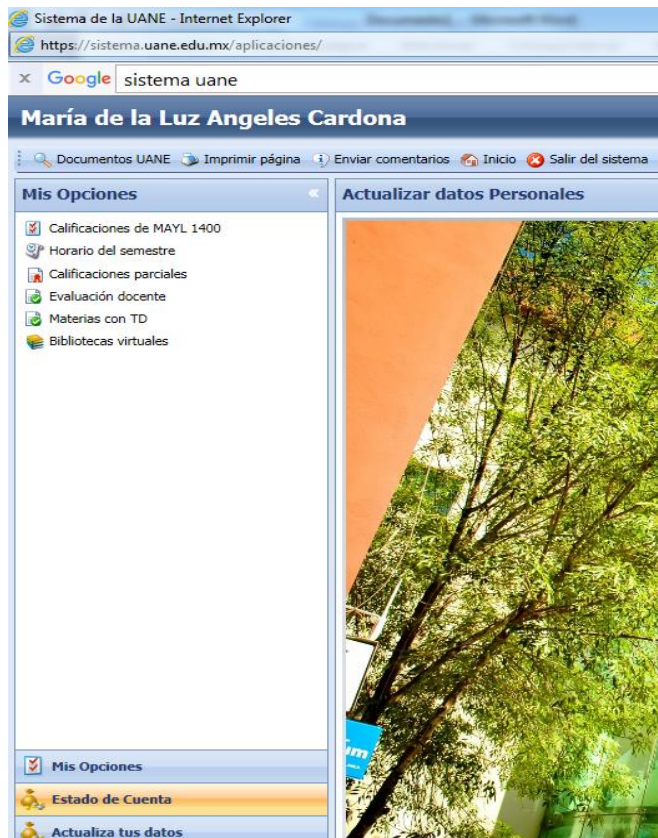 Sistema de la UANE - Internet Explorer
https://sistema.uane.edu.mx/aplicaciones/
x Google sistema uane
María de la Luz Angeles Cardona
Documentos UANE Imprimir página Enviar comentarios Inicio Salir del sistema
Mis Opciones « Actualizar datos Personales
Calificaciones de MAYL 1400
Horario del semestre
Calificaciones parciales
Evaluación docente
Materias con TD
Bibliotecas virtuales
um
Mis Opciones
Estado de Cuenta
Actualiza tus datos